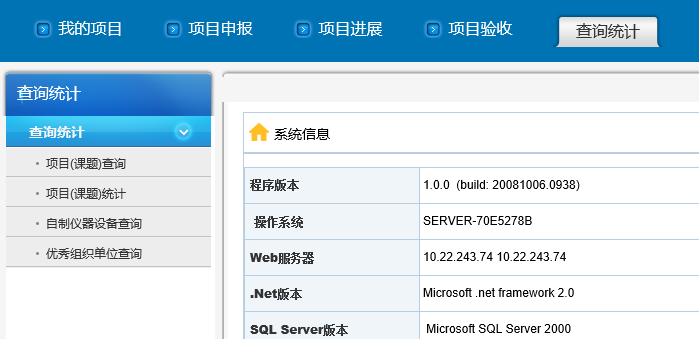 我的项目 项目申报 项目进展 项目验收 查询统计
查询统计
查询统计
项目(课题)查询
项目(课题)统计
自制仪器设备查询
优秀组织单位查询
系统信息
程序版本 1.0.0 (build: 20081006.0938)
操作系统 SERVER-70E5278B
Web服务器 10.22.243.74 10.22.243.74
.Net版本 Microsoft .net framework 2.0
SQL Server版本 Microsoft SQL Server 2000